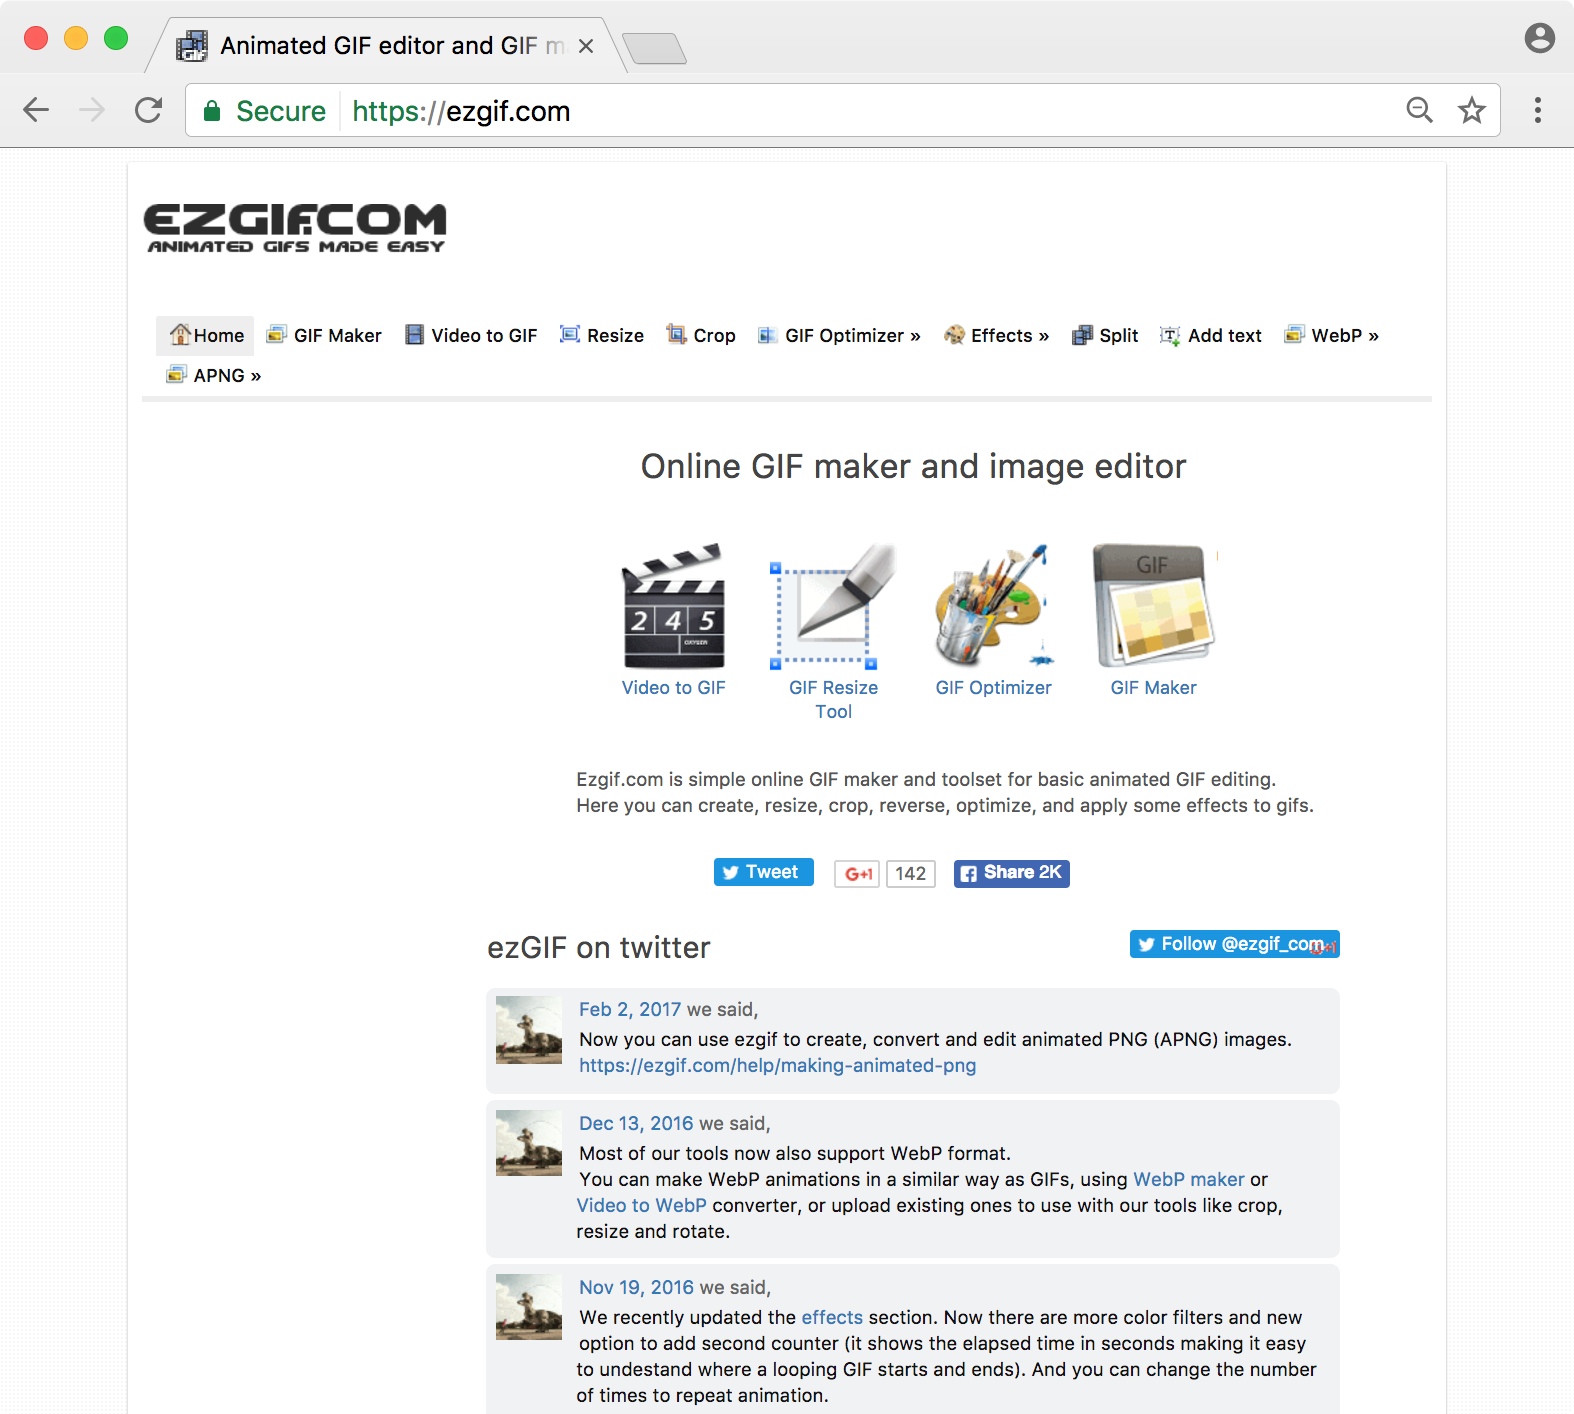 Animated GIF editor and GIF m
Secure https://ezgif.com
EZGIF.COM
ANIMATED GIFS MADE EASY
Home GIF Maker Video to GIF Resize Crop GIF Optimizer » Effects » Split Add text WebP »
APNG »
Online GIF maker and image editor
2 4 5
OXYGEN
GIF
Video to GIF GIF Resize GIF Optimizer GIF Maker
Tool
Ezgif.com is simple online GIF maker and toolset for basic animated GIF editing.
Here you can create, resize, crop, reverse, optimize, and apply some effects to gifs.
Tweet G+1 142 Share 2K
ezGIF on twitter Follow @ezgif_com
Feb 2, 2017 we said,
Now you can use ezgif to create, convert and edit animated PNG (APNG) images.
https://ezgif.com/help/making-animated-png
Dec 13, 2016 we said,
Most of our tools now also support WebP format.
You can make WebP animations in a similar way as GIFs, using WebP maker or
Video to WebP converter, or upload existing ones to use with our tools like crop,
resize and rotate.
Nov 19, 2016 we said,
We recently updated the effects section. Now there are more color filters and new
option to add second counter (it shows the elapsed time in seconds making it easy
to undestand where a looping GIF starts and ends). And you can change the number
of times to repeat animation.